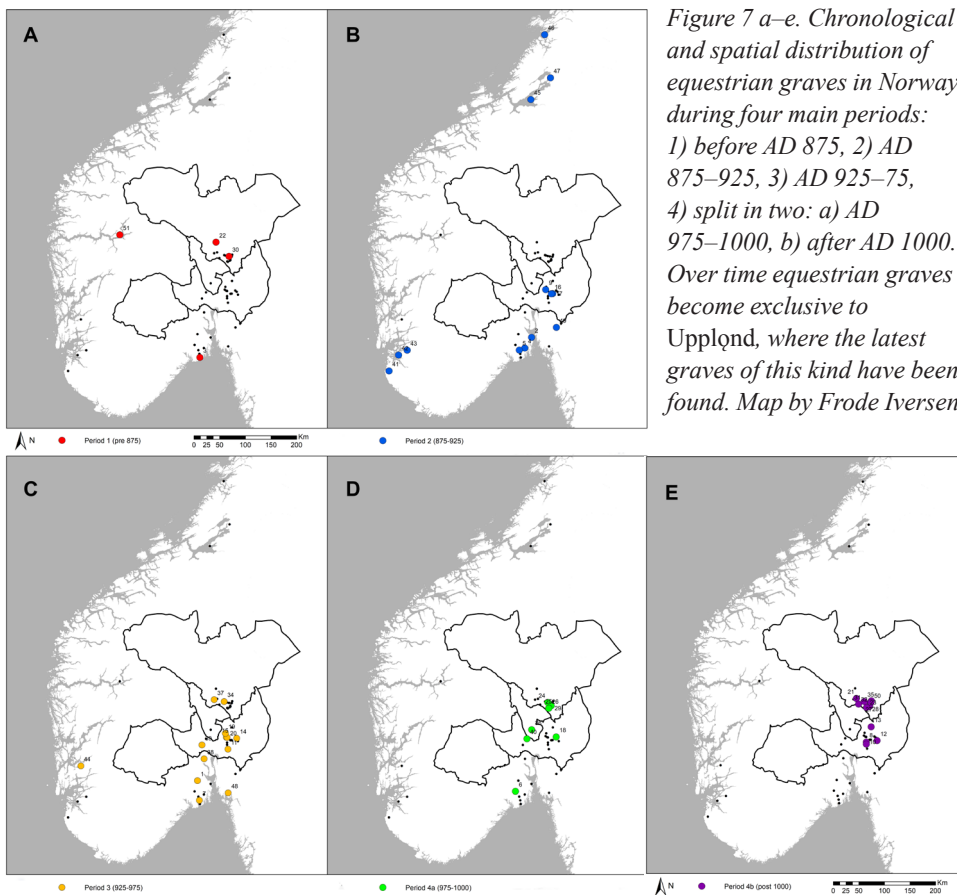 Figure 7 a–e. Chronological
and spatial distribution of
equestrian graves in Norway
during four main periods:
1) before AD 875, 2) AD
875–925, 3) AD 925–75,
4) split in two: a) AD
975–1000, b) after AD 1000.
Over time equestrian graves
become exclusive to
Upplǫnd, where the latest
graves of this kind have been
found. Map by Frode Iversen
A
51
22
30
N
Period 1 (pre 875)
0 25 50 100 150 200 Km
B
46
47
45
16
2
43
41
Period 2 (875-925)
C
37
34
19
20
14
11
44
1
48
Period 3 (925-975)
D
24
18
6
Period 4a (975-1000)
E
21
35
50
28
13
12
N
Period 4b (post 1000)
0 25 50 100 150 200 Km